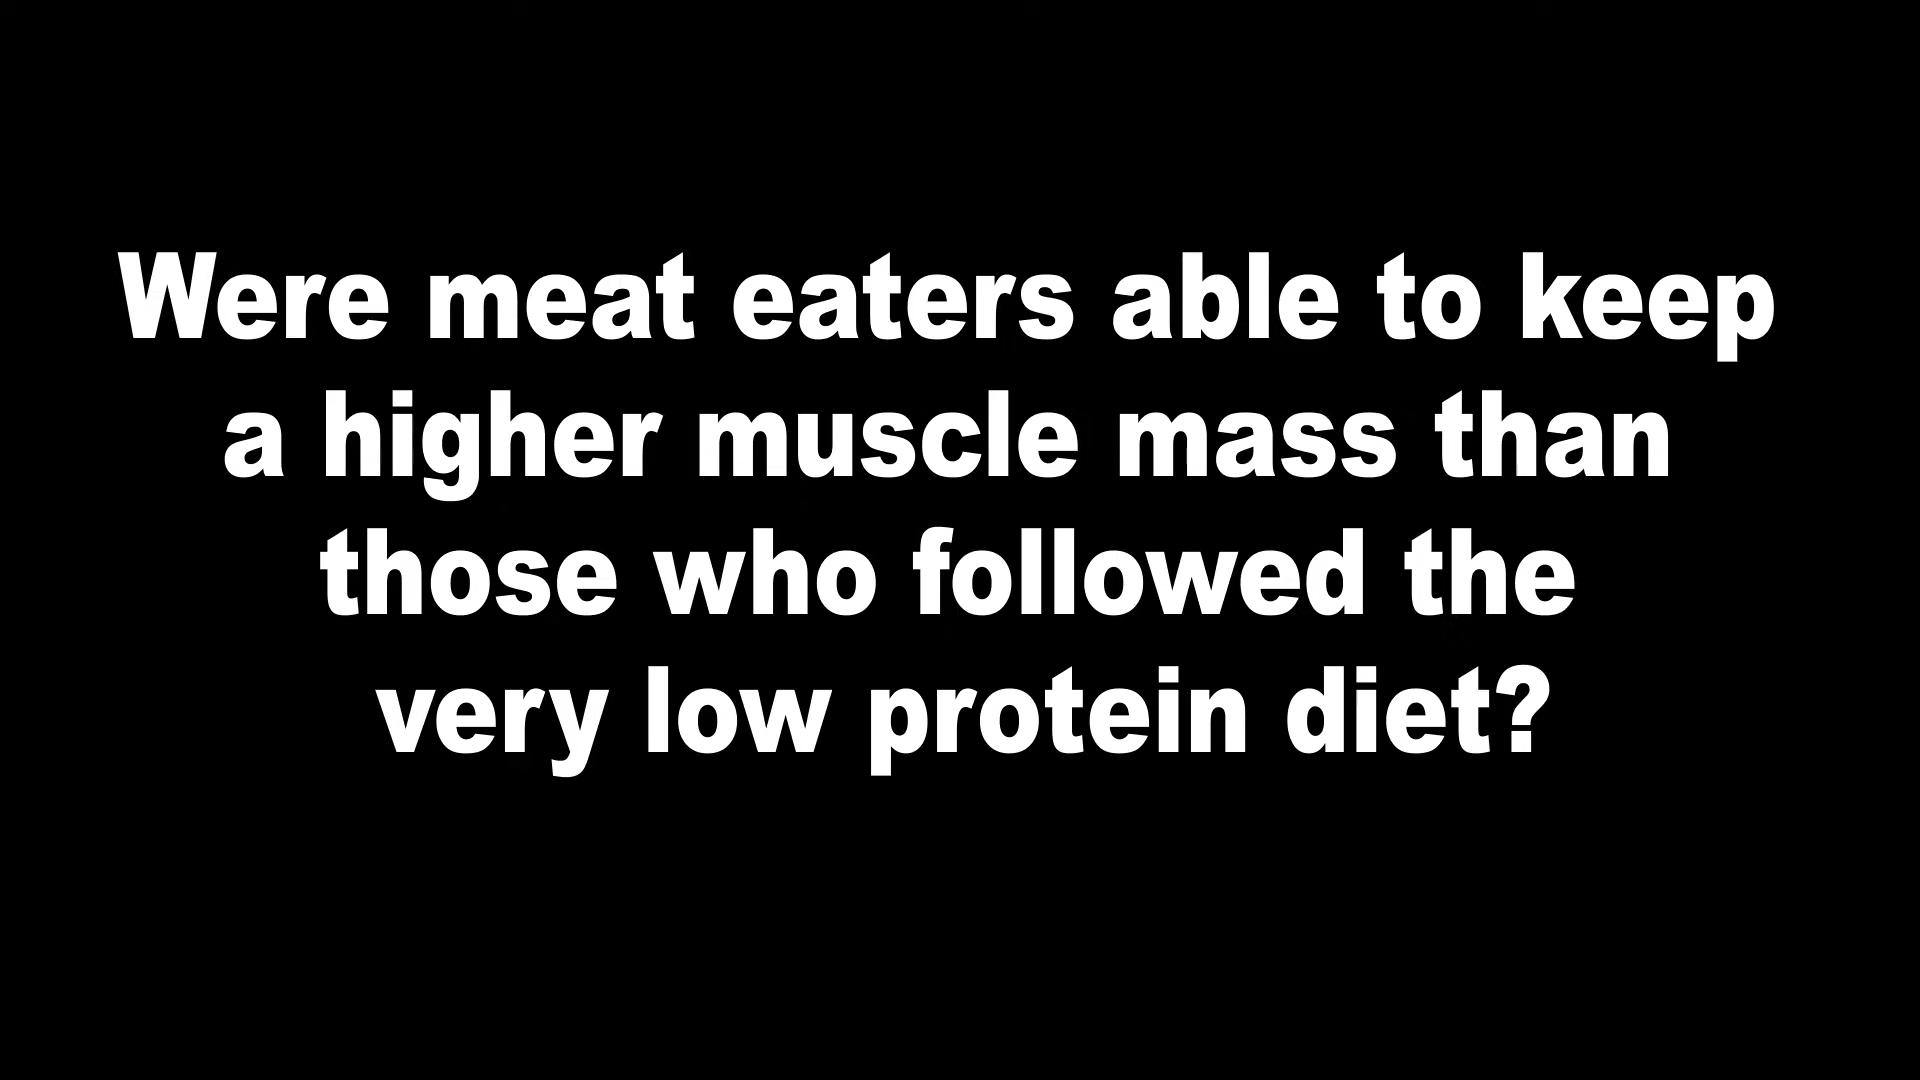 Were meat eaters able to keep
a higher muscle mass than
those who followed the
very low protein diet?